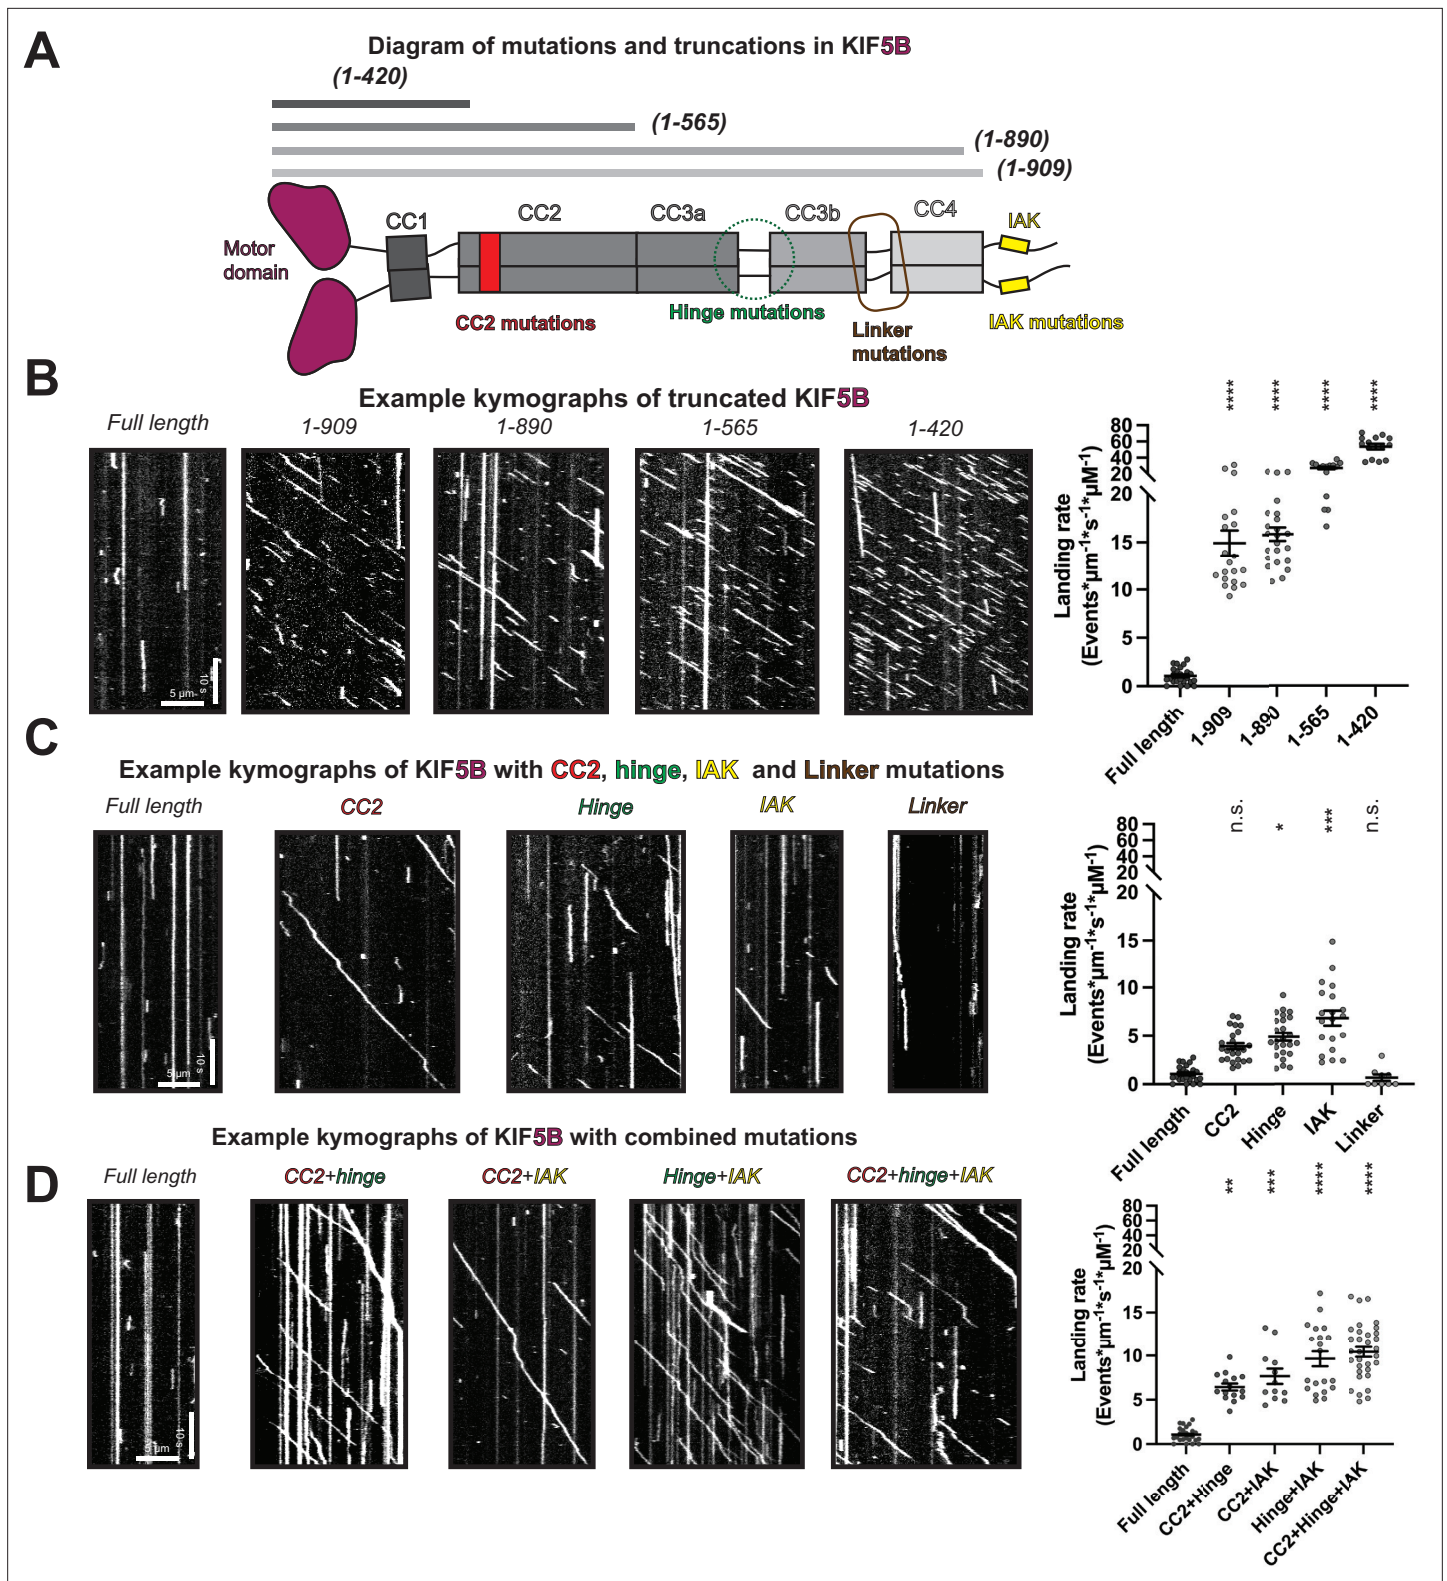 A
Diagram of mutations and truncations in KIF5B
(1-420)
(1-565)
(1-890)
(1-909)
CC1
CC2
CC3a
CC3b
CC4
IAK
Motor
domain
CC2 mutations
Hinge mutations
Linker
mutations
IAK mutations
B
Example kymographs of truncated KIF5B
Full length
1-909
1-890
1-565
1-420
5 µm
10 s
Landing rate
(Events*µm-1*s-1*µM-1)
**** **** **** ****
80
60
40
20
20
15
10
5
0
Full length
1-909
1-890
1-565
1-420
C
Example kymographs of KIF5B with CC2, hinge, IAK and Linker mutations
Full length
CC2
Hinge
IAK
Linker
5 µm
10 s
Landing rate
(Events*µm-1*s-1*µM-1)
n.s. * *** n.s.
80
60
40
20
20
15
10
5
0
Full length
CC2
Hinge
IAK
Linker
D
Example kymographs of KIF5B with combined mutations
Full length
CC2+hinge
CC2+IAK
Hinge+IAK
CC2+hinge+IAK
5 µm
10 s
Landing rate
(Events*µm-1*s-1*µM-1)
** *** **** ****
80
60
40
20
20
15
10
5
0
Full length
CC2+Hinge
CC2+IAK
Hinge+IAK
CC2+Hinge+IAK